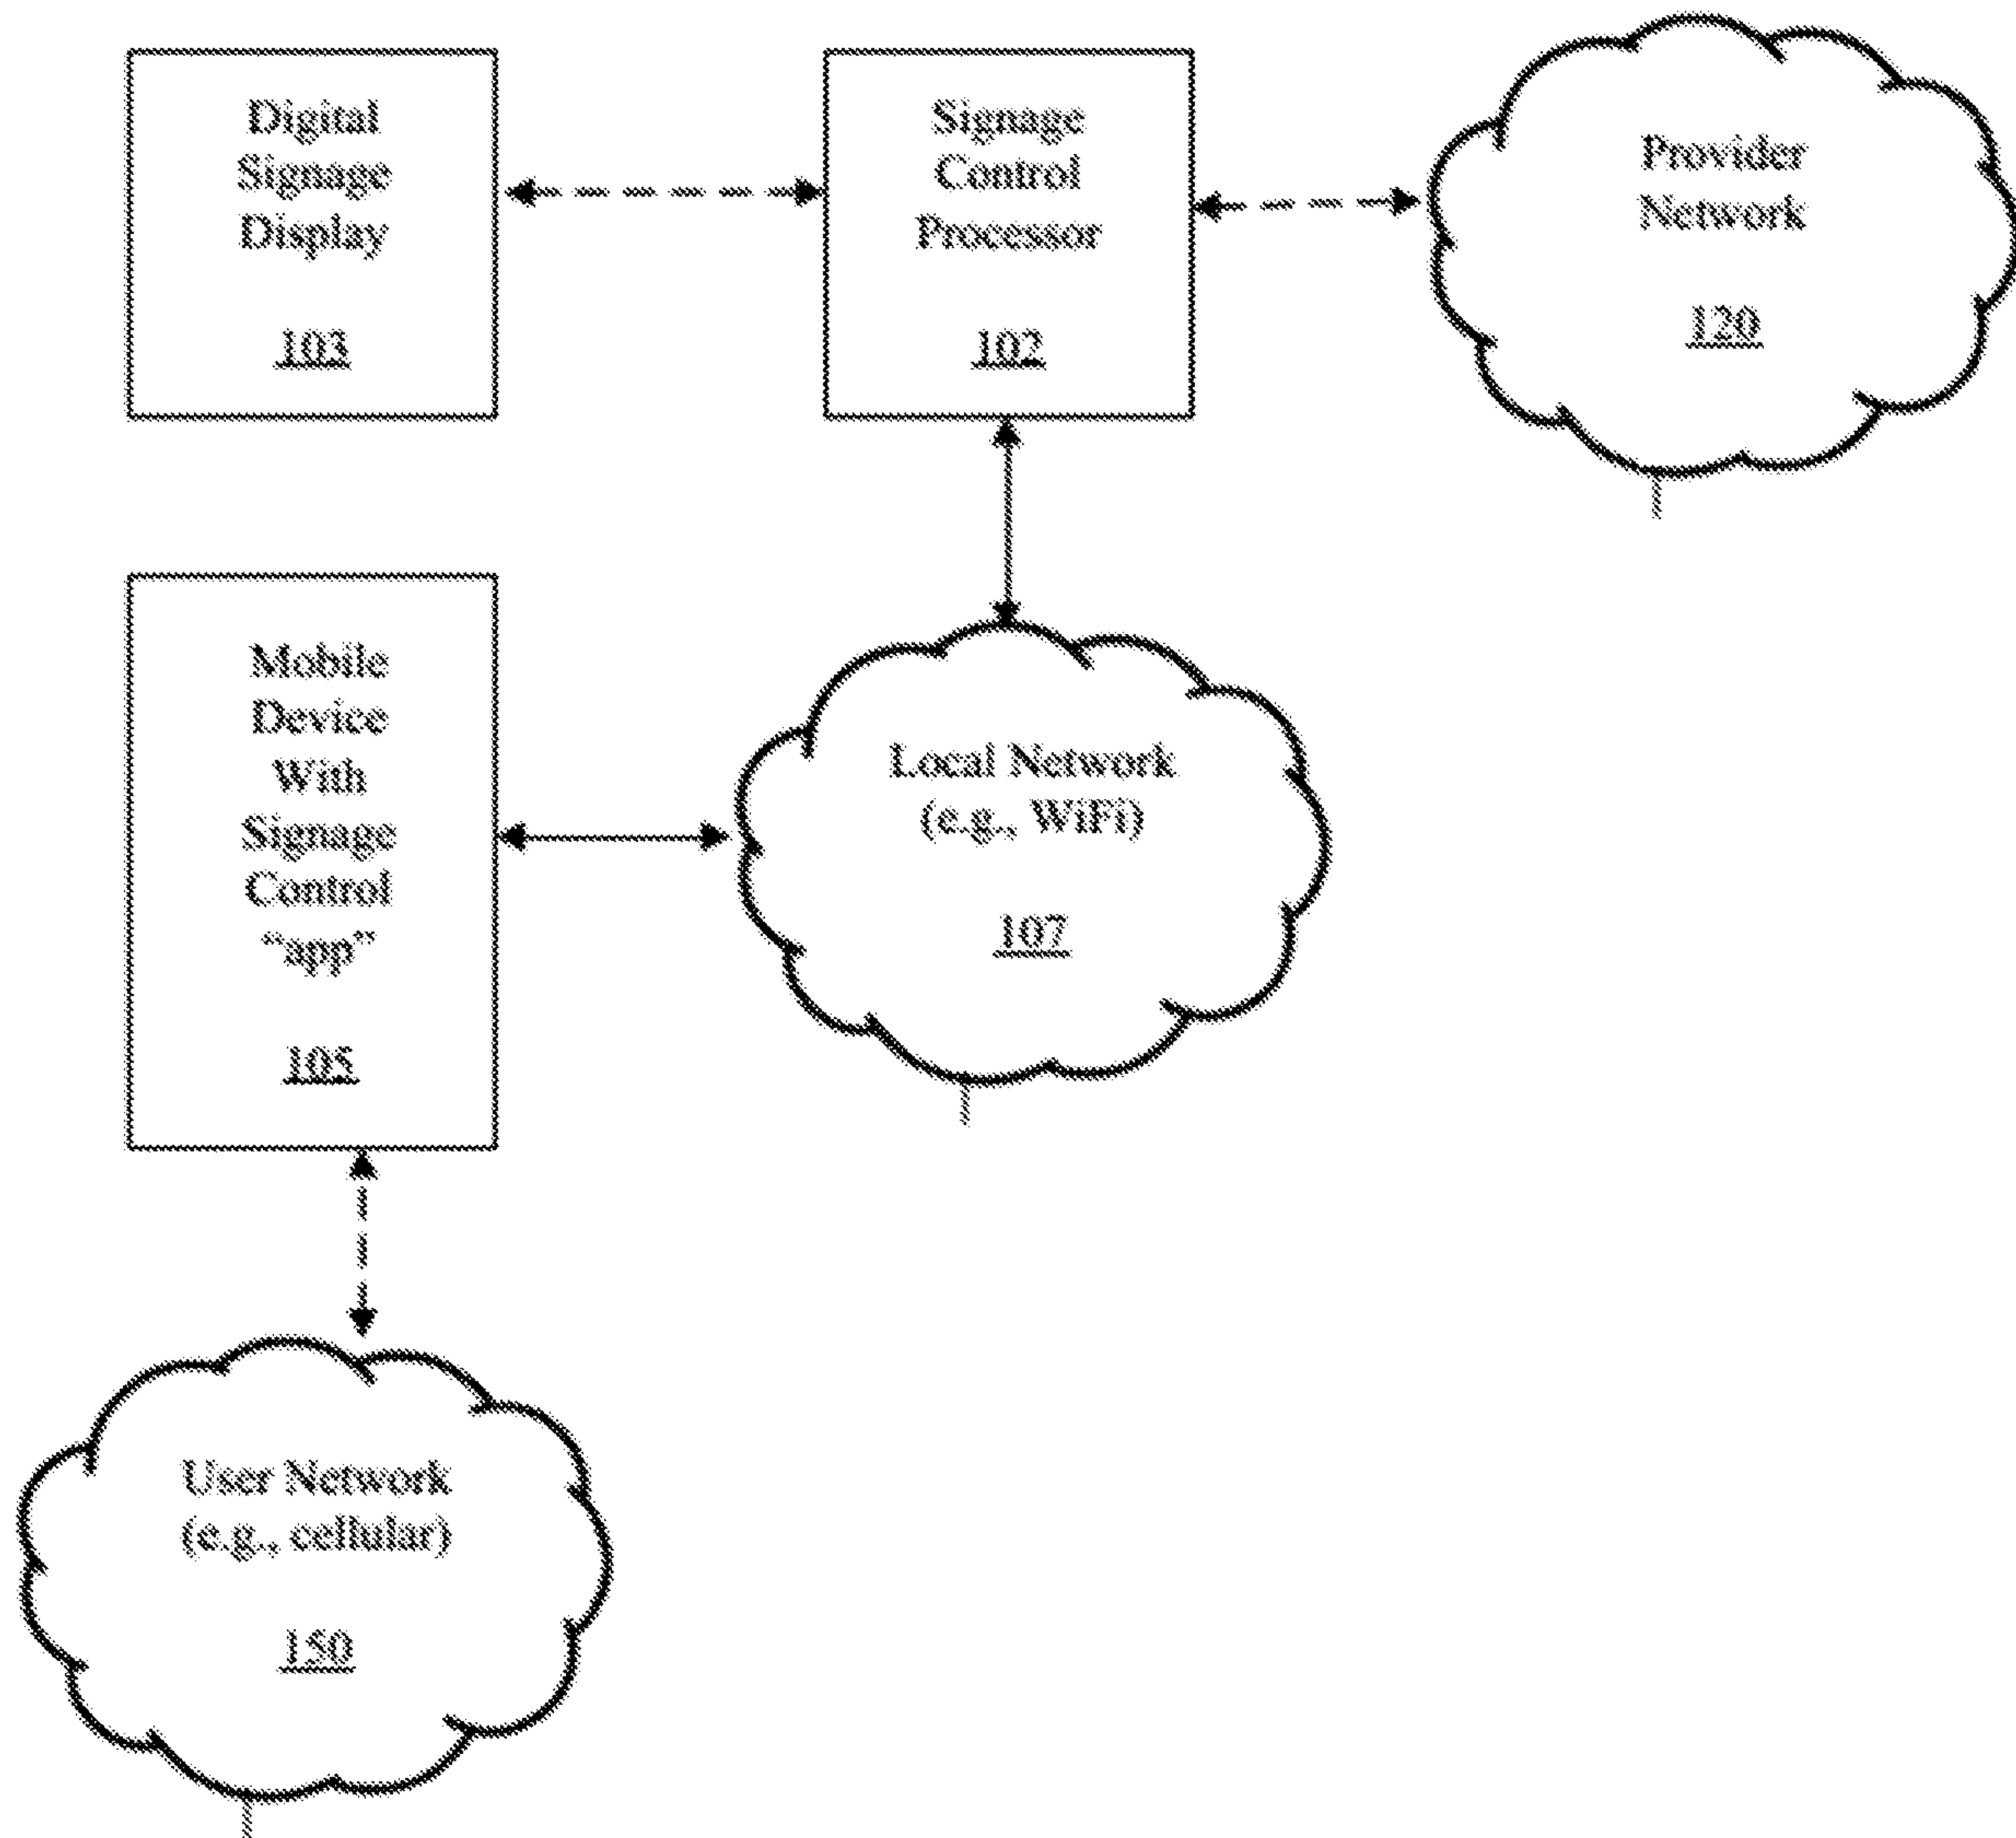 Digital
Signage
Display
103
Signage
Control
Processor
102
Provider
Network
120
Mobile
Device
With
Signage
Control
“app”
105
Local Network
(e.g., WiFi)
107
User Network
(e.g., cellular)
150